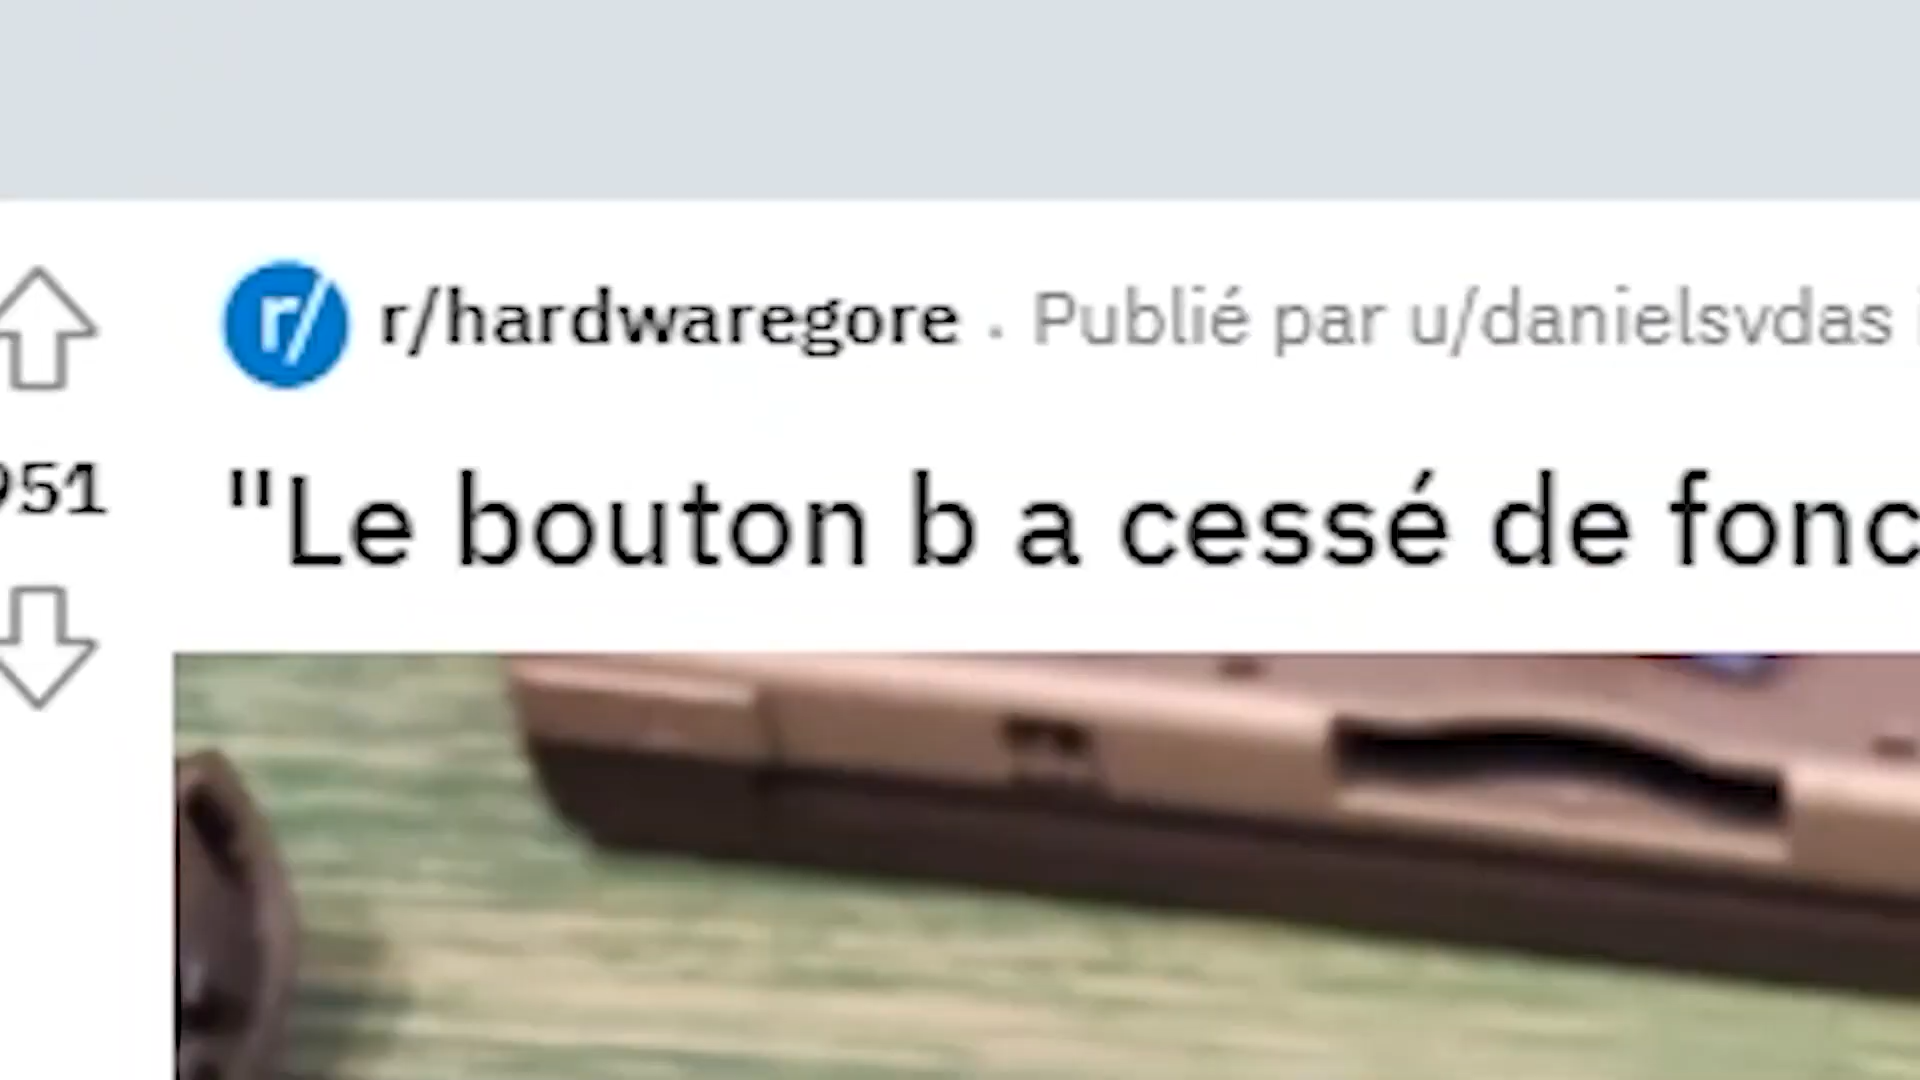 r/ r/hardwaregore · Publié par u/danielsvdas
951
"Le bouton b a cessé de fonc